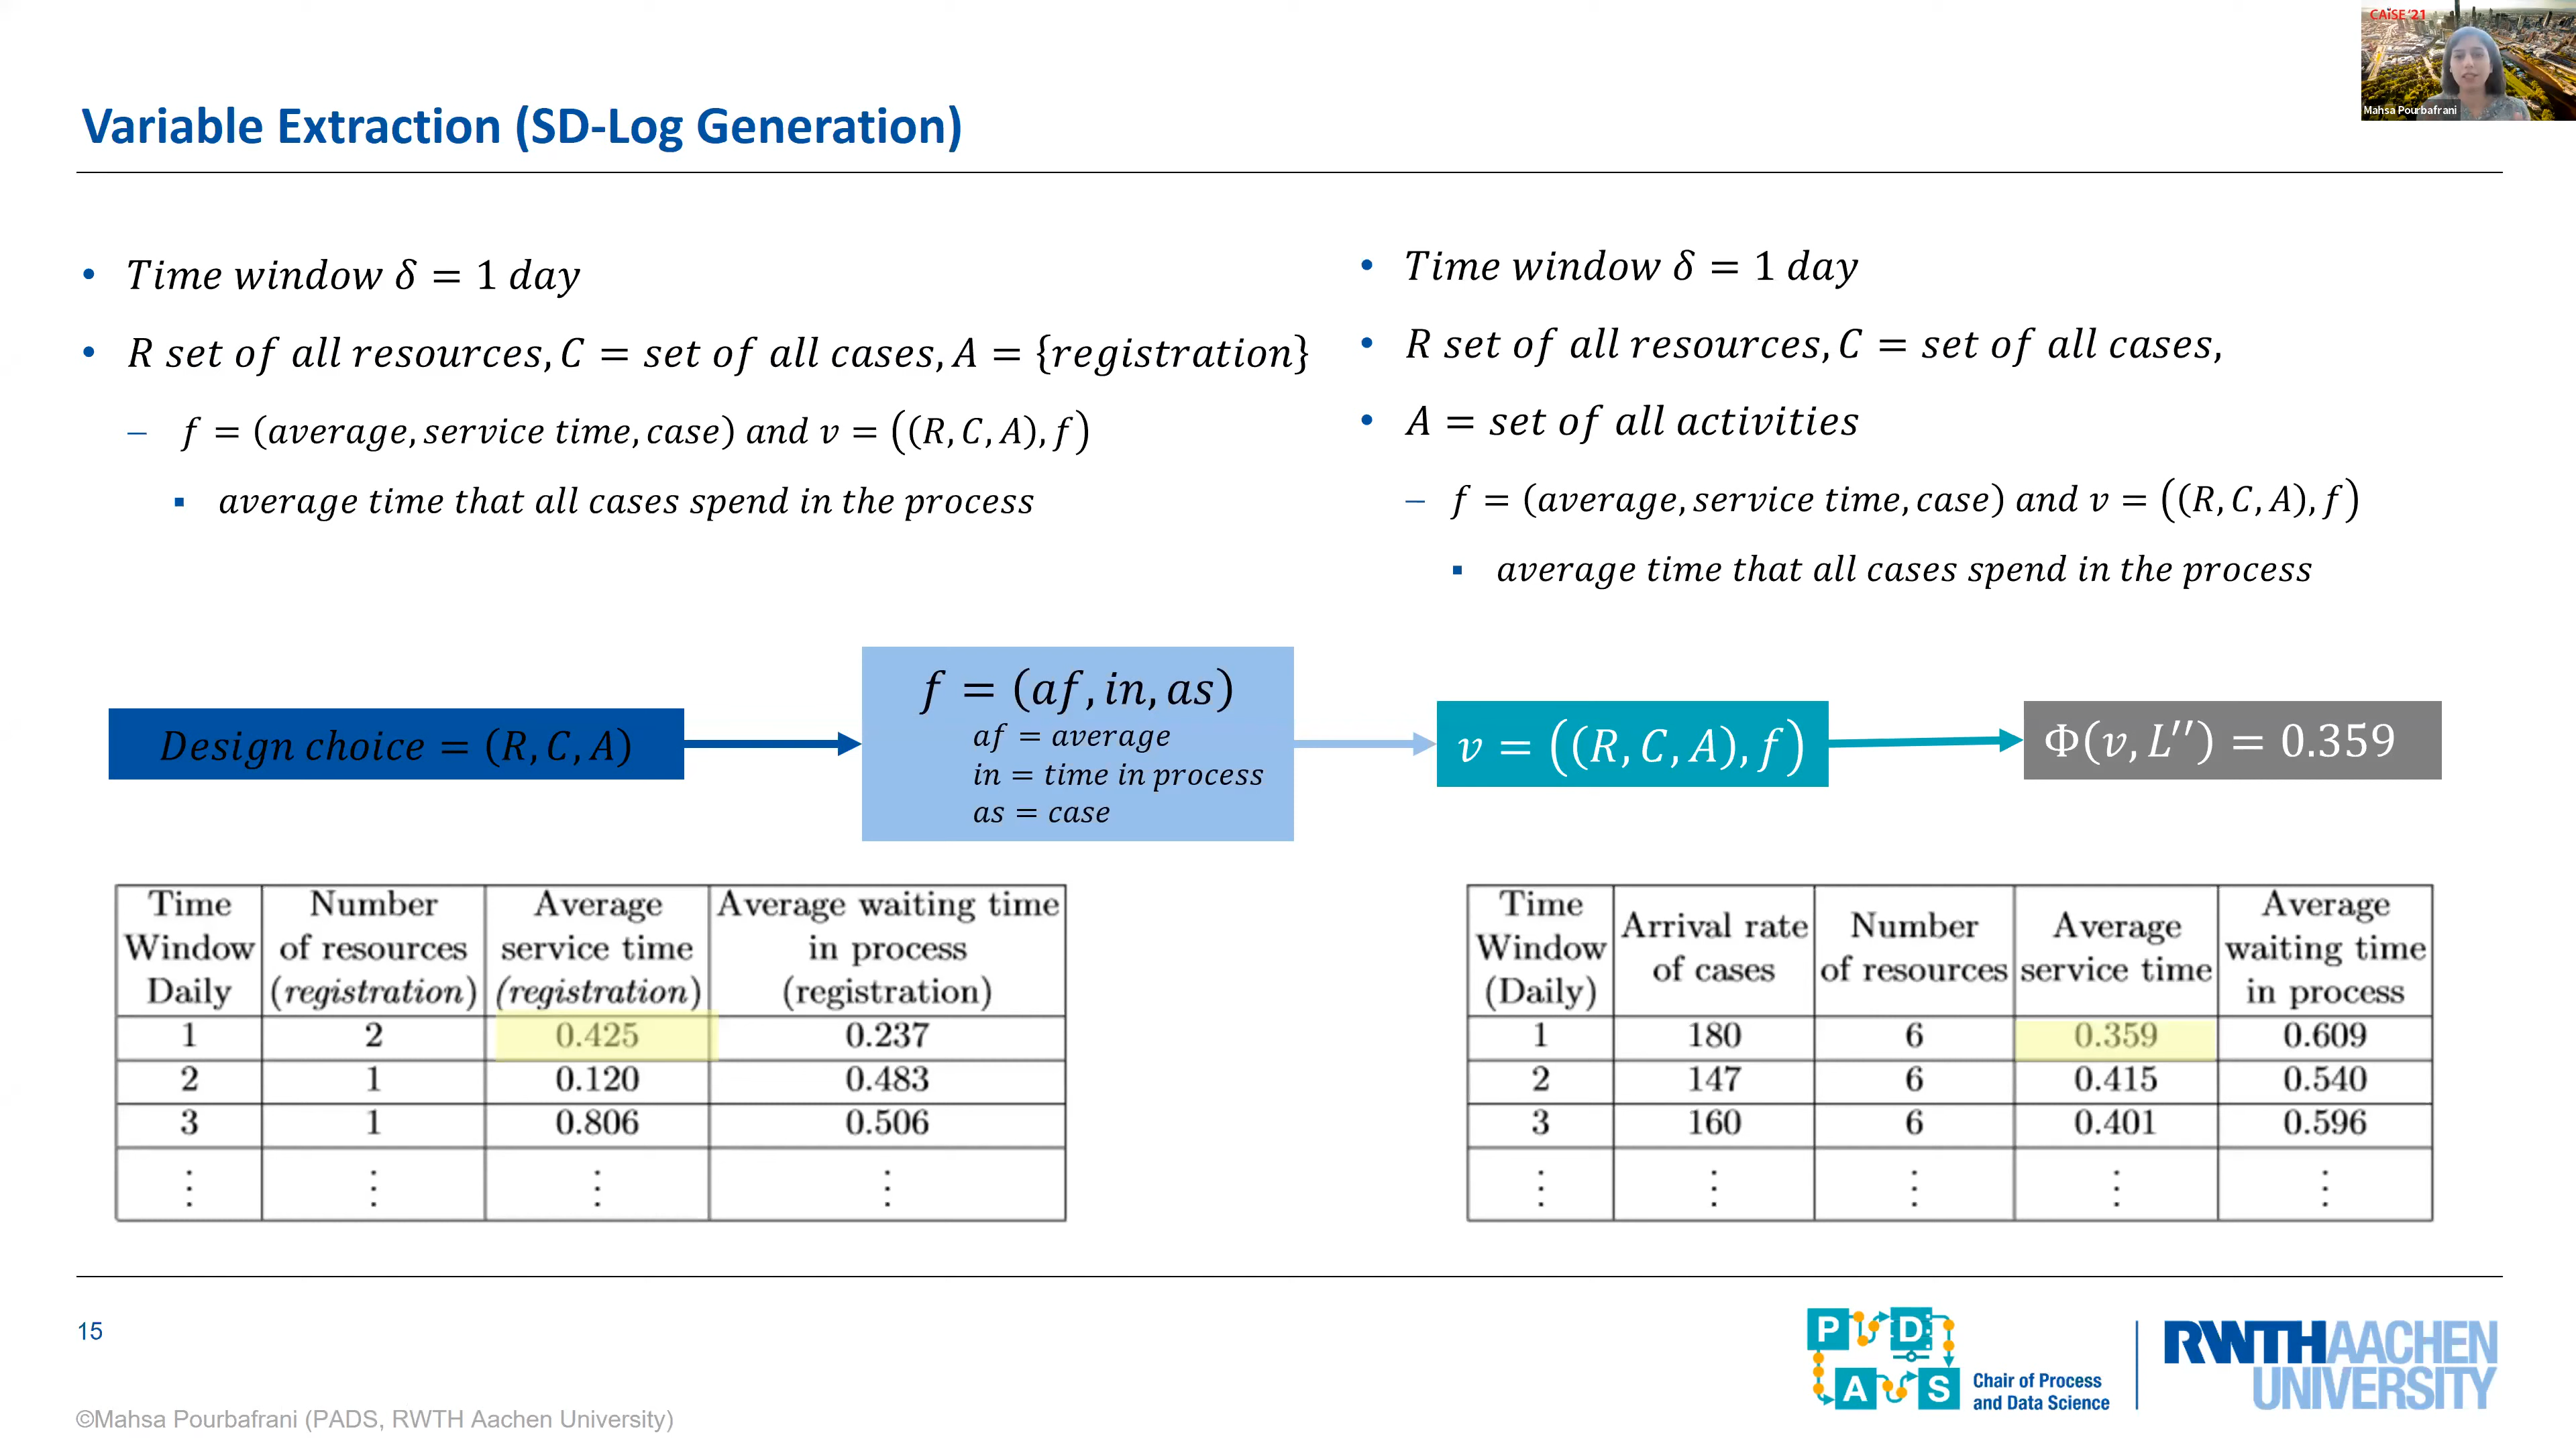 CAiSE '21
Mahsa Pourbafrani
Variable Extraction (SD-Log Generation)
• Time window δ = 1 day
• R set of all resources, C = set of all cases, A = {registration}
– f = (average, service time, case) and v = ((R, C, A), f)
▪ average time that all cases spend in the process
• Time window δ = 1 day
• R set of all resources, C = set of all cases,
• A = set of all activities
– f = (average, service time, case) and v = ((R, C, A), f)
▪ average time that all cases spend in the process
Design choice = (R, C, A)
f = (af, in, as)
af = average
in = time in process
as = case
v = ((R, C, A), f)
Φ(v, L′′) = 0.359
Time Window Daily | Number of resources (registration) | Average service time (registration) | Average waiting time in process (registration)
1 | 2 | 0.425 | 0.237
2 | 1 | 0.120 | 0.483
3 | 1 | 0.806 | 0.506
⋮ | ⋮ | ⋮ | ⋮
Time Window (Daily) | Arrival rate of cases | Number of resources | Average service time | Average waiting time in process
1 | 180 | 6 | 0.359 | 0.609
2 | 147 | 6 | 0.415 | 0.540
3 | 160 | 6 | 0.401 | 0.596
⋮ | ⋮ | ⋮ | ⋮ | ⋮
15
©Mahsa Pourbafrani (PADS, RWTH Aachen University)
P D
A S
Chair of Process
and Data Science
RWTH AACHEN
UNIVERSITY